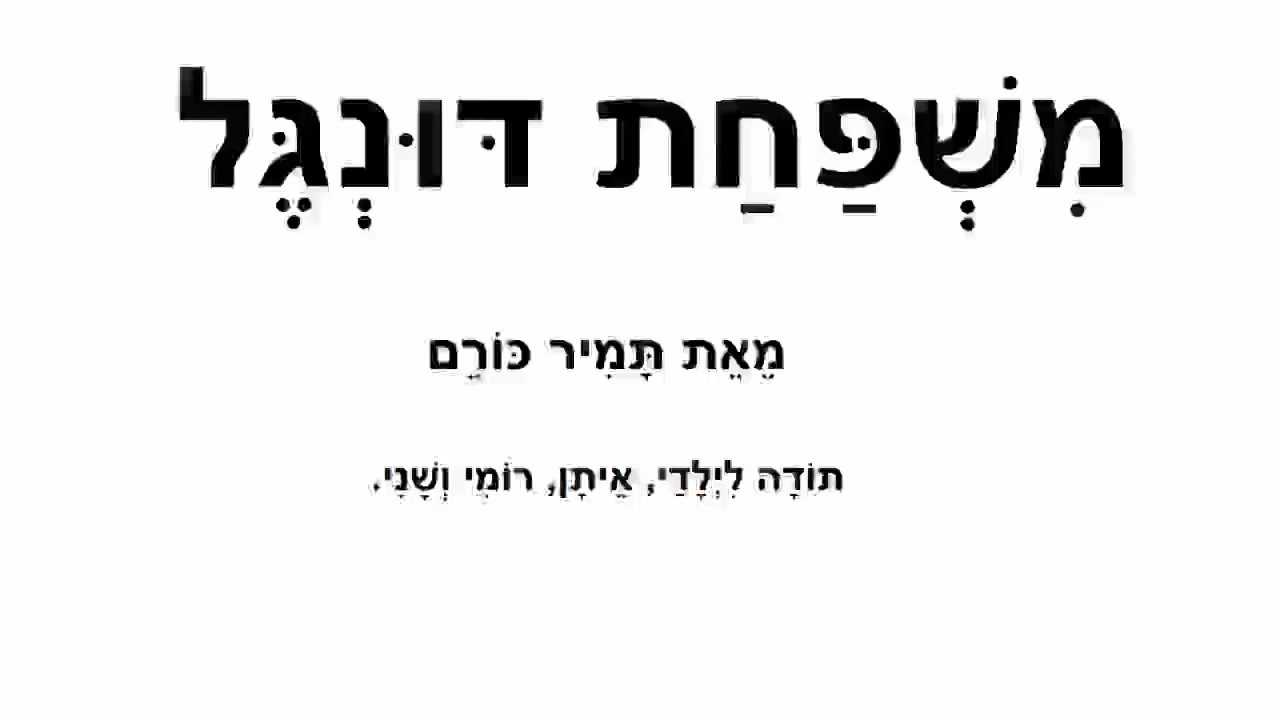 מִשְׁפַּחַת דּוּנְגֶּל
מֵאֵת תָּמִיר כּוֹרֵם
תּוֹדָה לִילָדַי, אֵיתָן, רוֹמִי וְשָׁנִי.